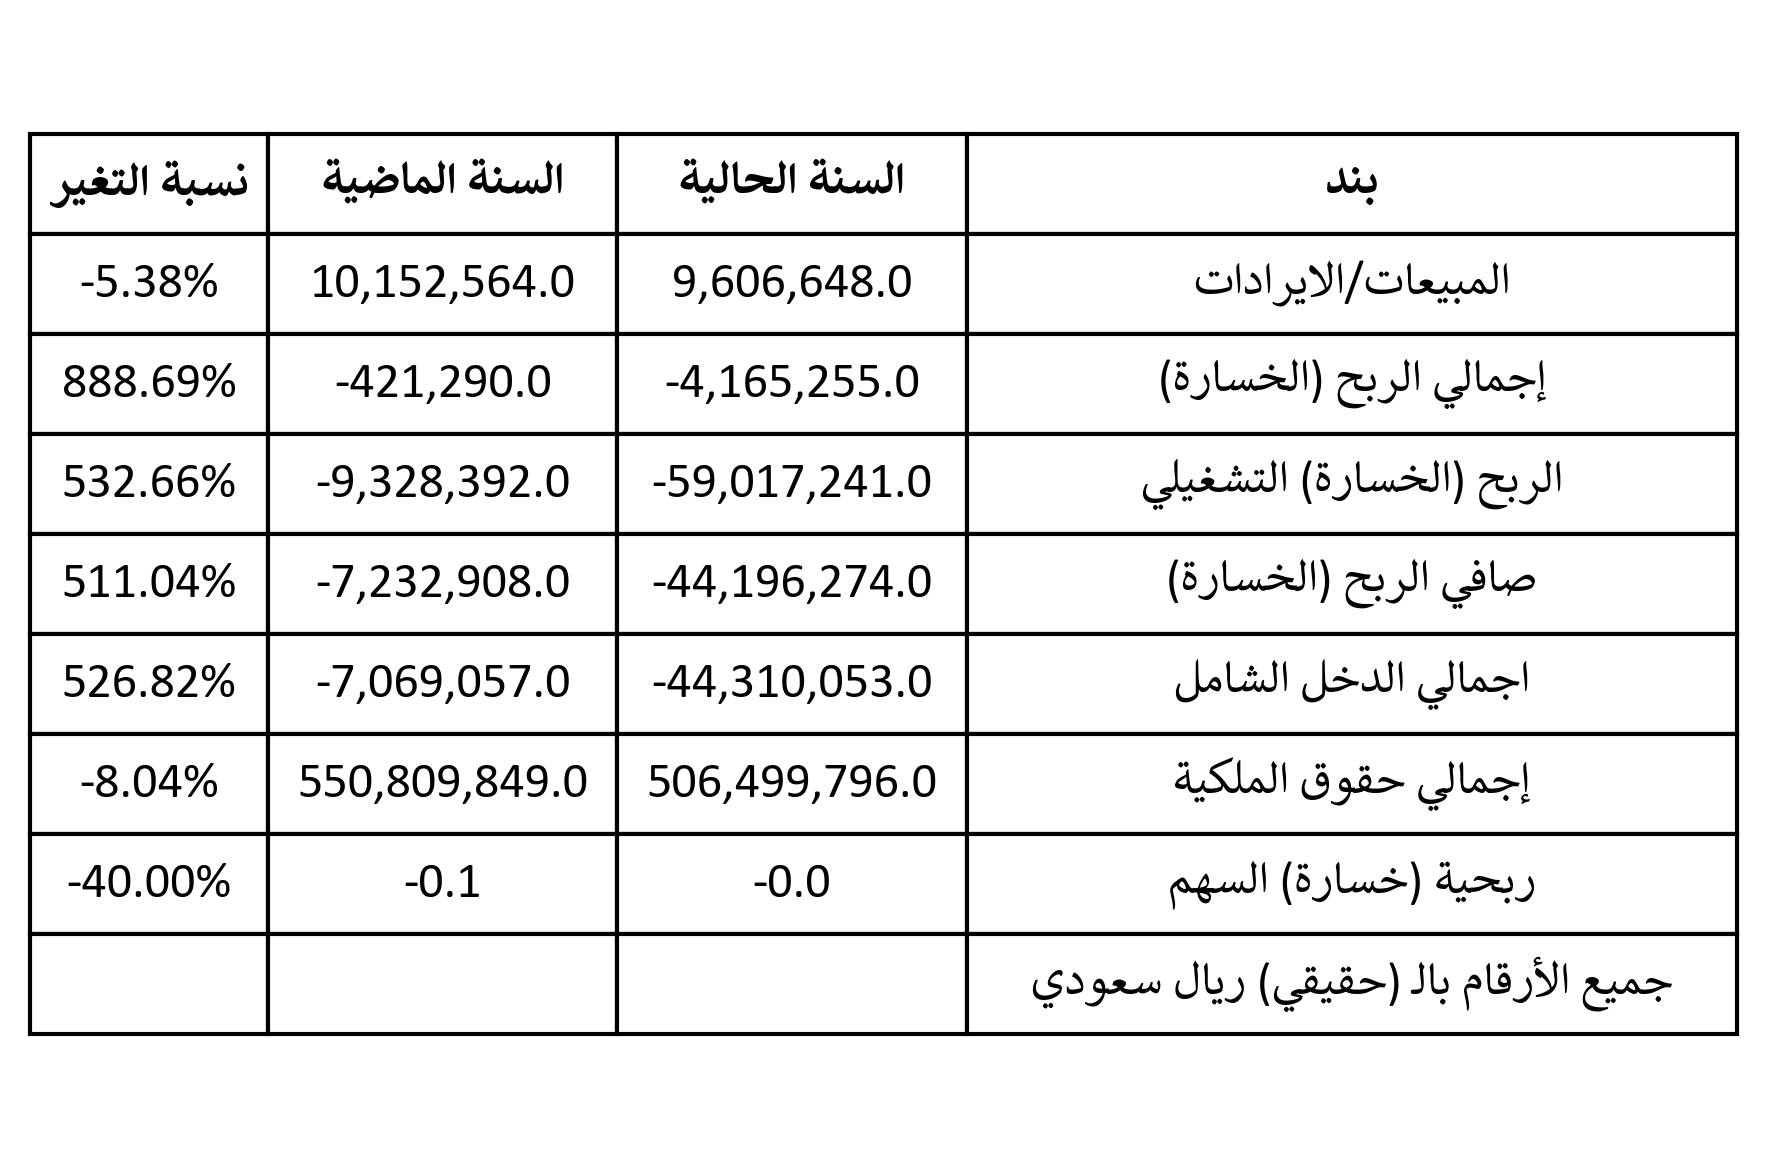 بند السنة الحالية السنة الماضية نسبة التغير
المبيعات/الايرادات 9,606,648.0 10,152,564.0 -5.38%
إجمالي الربح (الخسارة) -4,165,255.0 -421,290.0 888.69%
الربح (الخسارة) التشغيلي -59,017,241.0 -9,328,392.0 532.66%
صافي الربح (الخسارة) -44,196,274.0 -7,232,908.0 511.04%
اجمالي الدخل الشامل -44,310,053.0 -7,069,057.0 526.82%
إجمالي حقوق الملكية 506,499,796.0 550,809,849.0 -8.04%
ربحية (خسارة) السهم -0.0 -0.1 -40.00%
جميع الأرقام بالـ (حقيقي) ريال سعودي